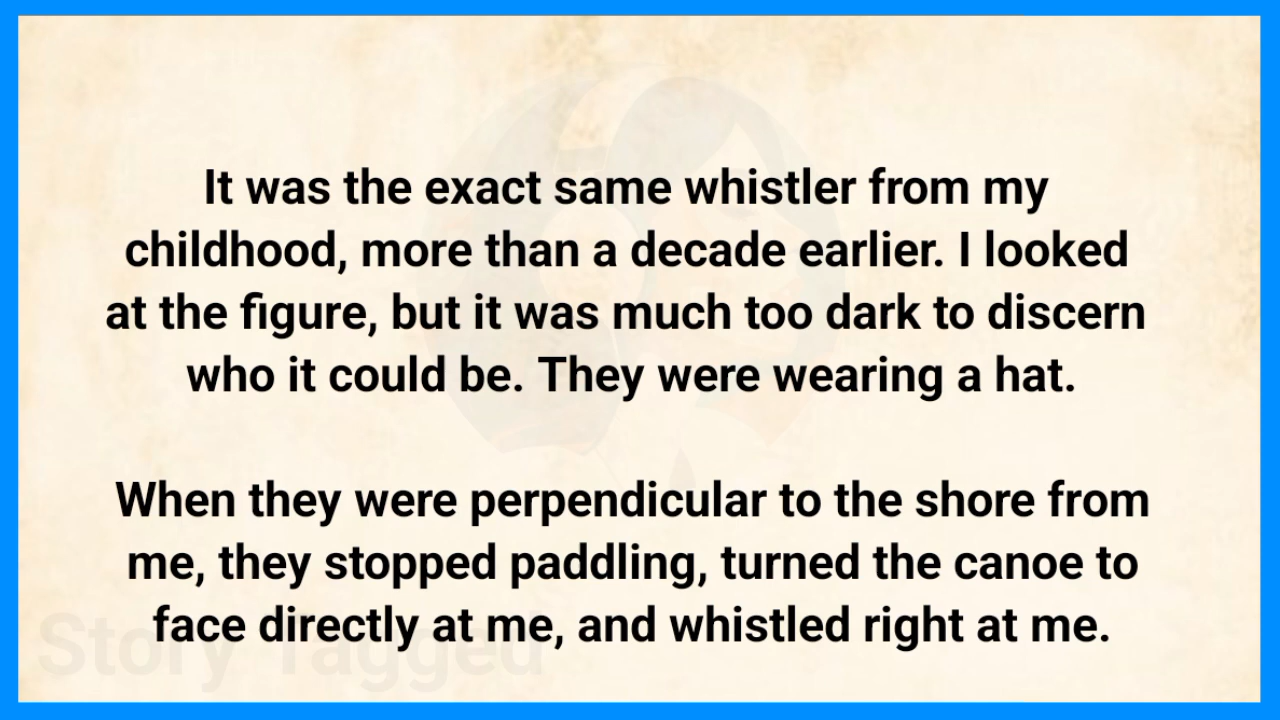 It was the exact same whistler from my
childhood, more than a decade earlier. I looked
at the figure, but it was much too dark to discern
who it could be. They were wearing a hat.
When they were perpendicular to the shore from
me, they stopped paddling, turned the canoe to
face directly at me, and whistled right at me.
Story Tagged